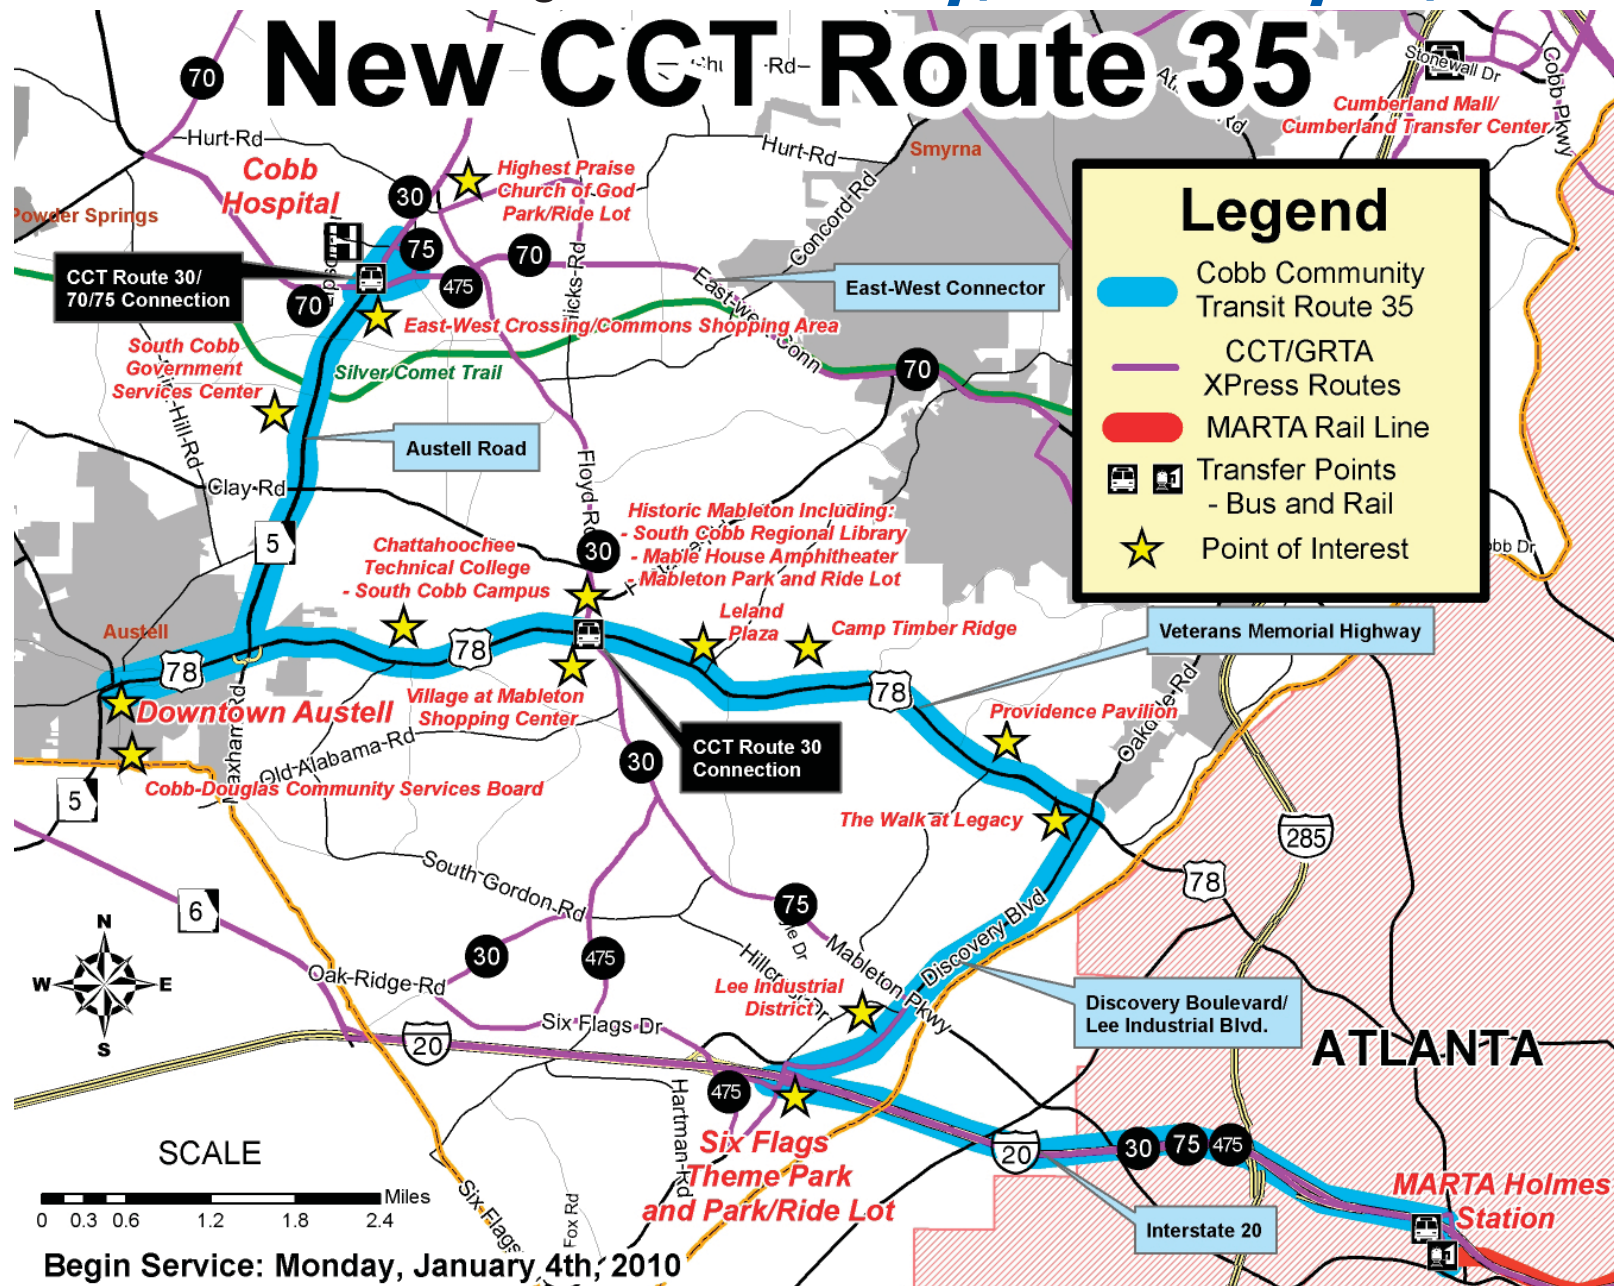 New CCT Route 35
70
Hurt-Rd
Hurt-Rd
Smyrna
Concord Rd
Stonewall Dr
Cobb Pkwy
Cumberland Mall/
Cumberland Transfer Center
Cobb
Hospital
Powder Springs
30
Highest Praise
Church of God
Park/Ride Lot
75
70
475
70
CCT Route 30/
70/75 Connection
East-West Connector
East-West Crossing/Commons Shopping Area
South Cobb
Government
Services Center
Silver Comet Trail
70
Austell Road
Clay-Rd
Floyd Rd
5
Legend
Cobb Community
Transit Route 35
CCT/GRTA
XPress Routes
MARTA Rail Line
Transfer Points
- Bus and Rail
Point of Interest
Historic Mableton Including:
- South Cobb Regional Library
- Mable House Amphitheater
- Mableton Park and Ride Lot
30
Chattahoochee
Technical College
- South Cobb Campus
Leland
Plaza
Camp Timber Ridge
Veterans Memorial Highway
Austell
78
78
78
Downtown Austell
Village at Mableton
Shopping Center
Providence Pavilion
Oakdale Rd
CCT Route 30
Connection
30
Old-Alabama-Rd
Cobb-Douglas Community Services Board
5
The Walk at Legacy
285
78
South Gordon Rd
6
75
30
475
Oak-Ridge-Rd
Hillcrest Dr
Mableton Pkwy
Discovery Blvd
Lee Industrial
District
Discovery Boulevard/
Lee Industrial Blvd.
N
W
E
S
Six Flags Dr
20
ATLANTA
475
Hartman-Rd
Six Flags
Theme Park
and Park/Ride Lot
20
30
75
475
MARTA Holmes
Station
Interstate 20
SCALE
Miles
0 0.3 0.6 1.2 1.8 2.4
Six Flags
Fox Rd
Begin Service: Monday, January 4th, 2010